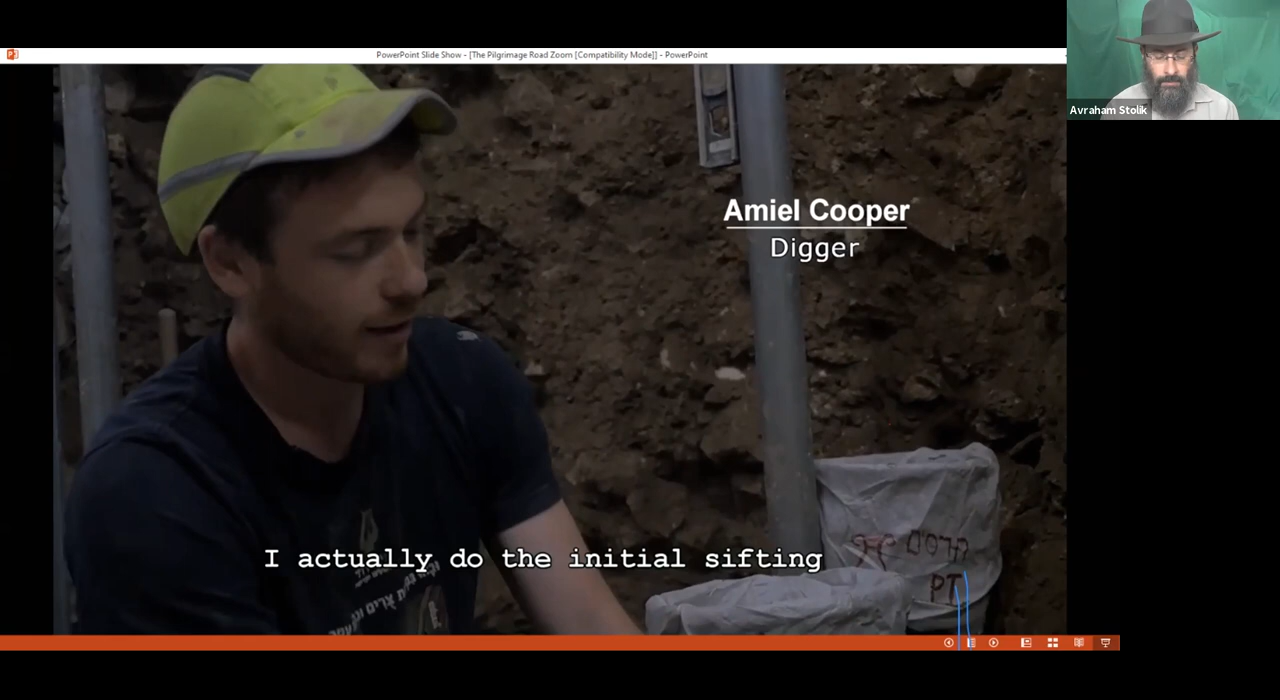 PowerPoint Slide Show - [The Pilgrimage Road Zoom [Compatibility Mode]] - PowerPoint
Avraham Stolik
Amiel Cooper
Digger
I actually do the initial sifting
PT